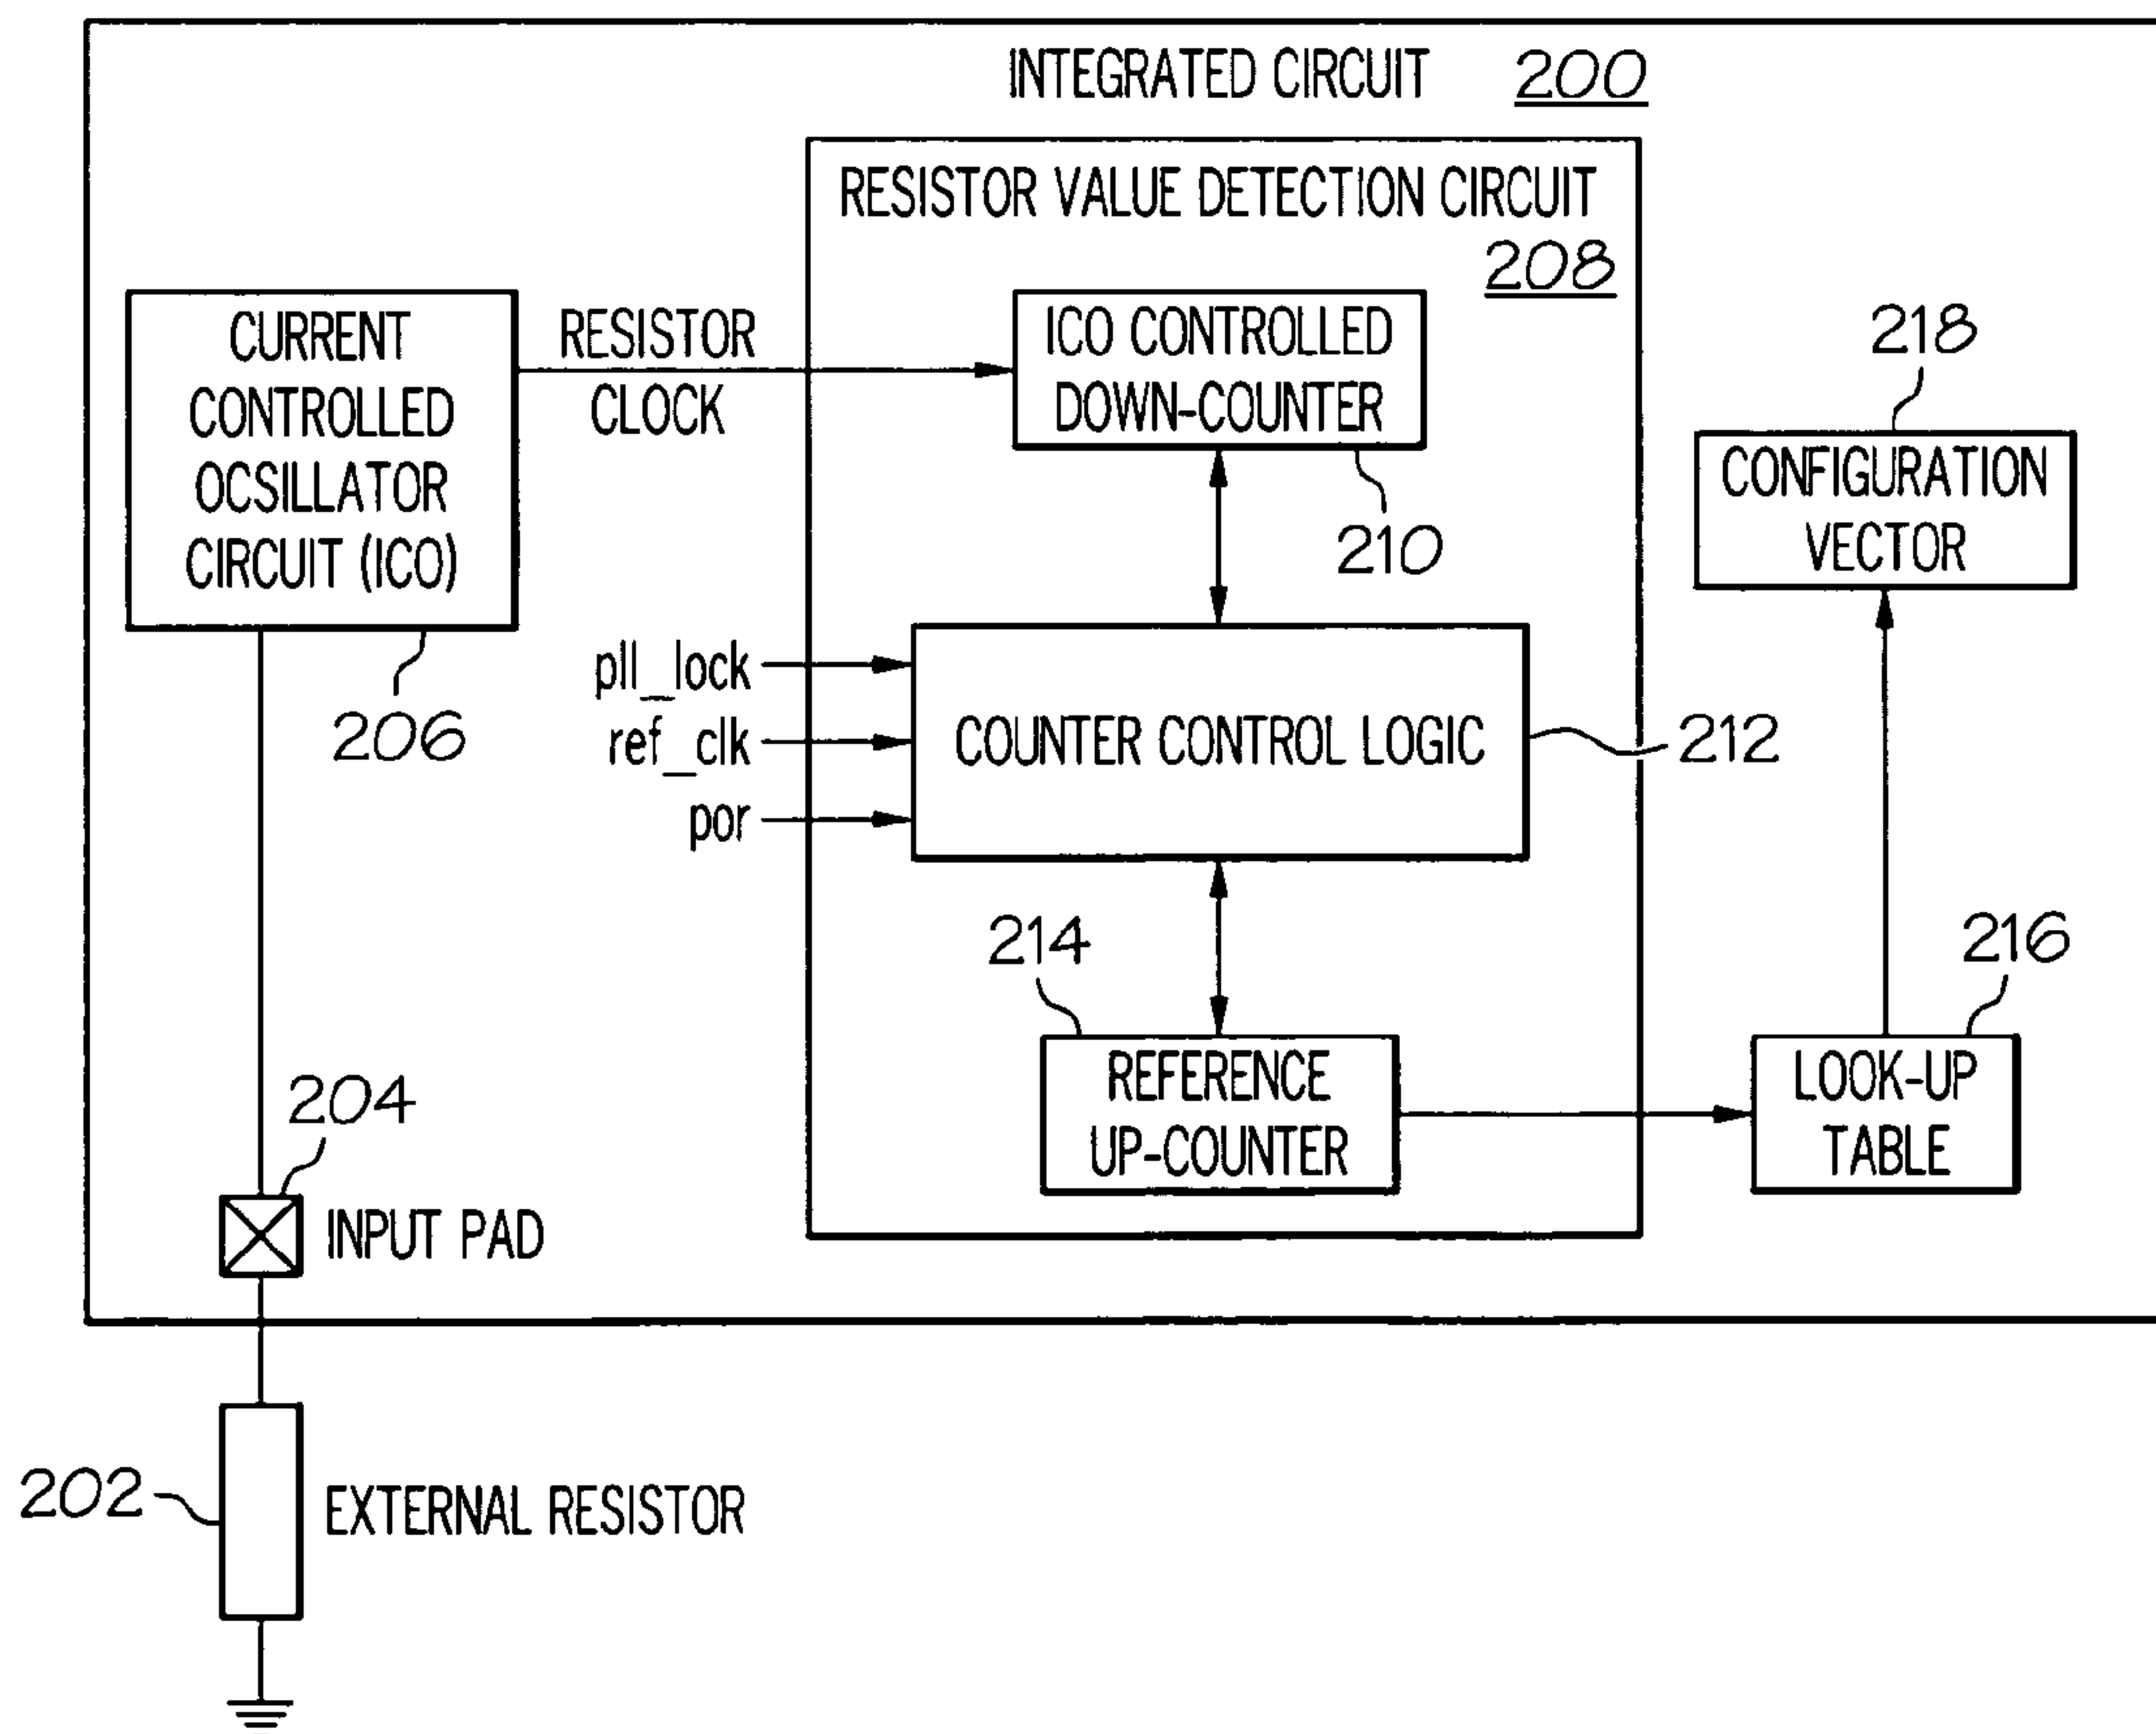 INTEGRATED CIRCUIT 200
RESISTOR VALUE DETECTION CIRCUIT
208
CURRENT
CONTROLLED
OCSILLATOR
CIRCUIT (ICO)
206
RESISTOR
CLOCK
ICO CONTROLLED
DOWN-COUNTER
210
218
CONFIGURATION
VECTOR
pll_lock
ref_clk
por
COUNTER CONTROL LOGIC
212
214
REFERENCE
UP-COUNTER
216
LOOK-UP
TABLE
204
INPUT PAD
202
EXTERNAL RESISTOR